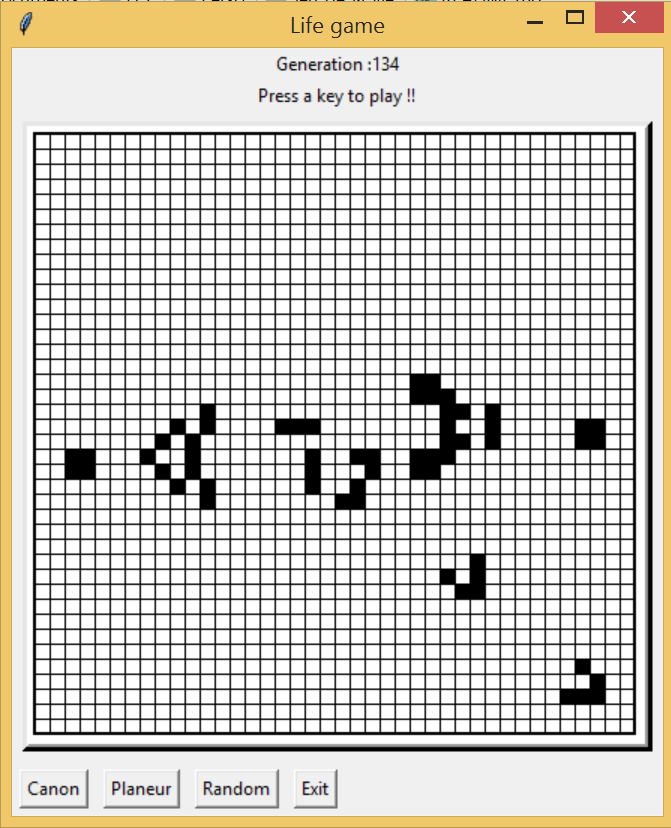 Life game
Generation :134
Press a key to play !!
Canon Planeur Random Exit